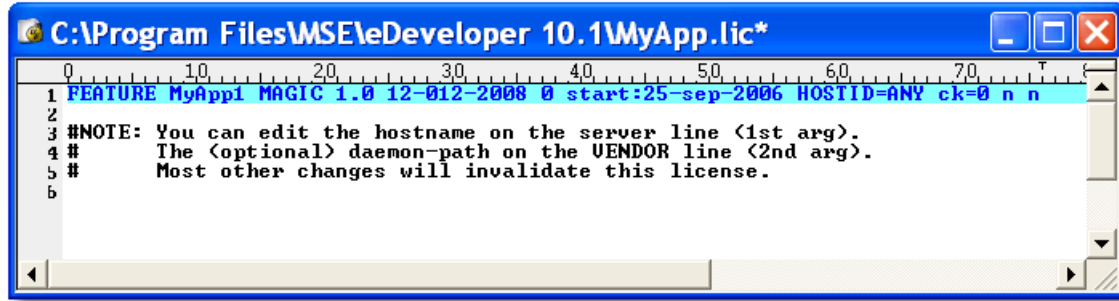 C:\Program Files\MSE\eDeveloper 10.1\MyApp.lic*
0 10 20 30 40 50 60 70
1 FEATURE MyApp1 MAGIC 1.0 12-012-2008 0 start:25-sep-2006 HOSTID=ANY ck=0 n n
2
3 #NOTE: You can edit the hostname on the server line (1st arg).
4 # The (optional) daemon-path on the VENDOR line (2nd arg).
5 # Most other changes will invalidate this license.
6